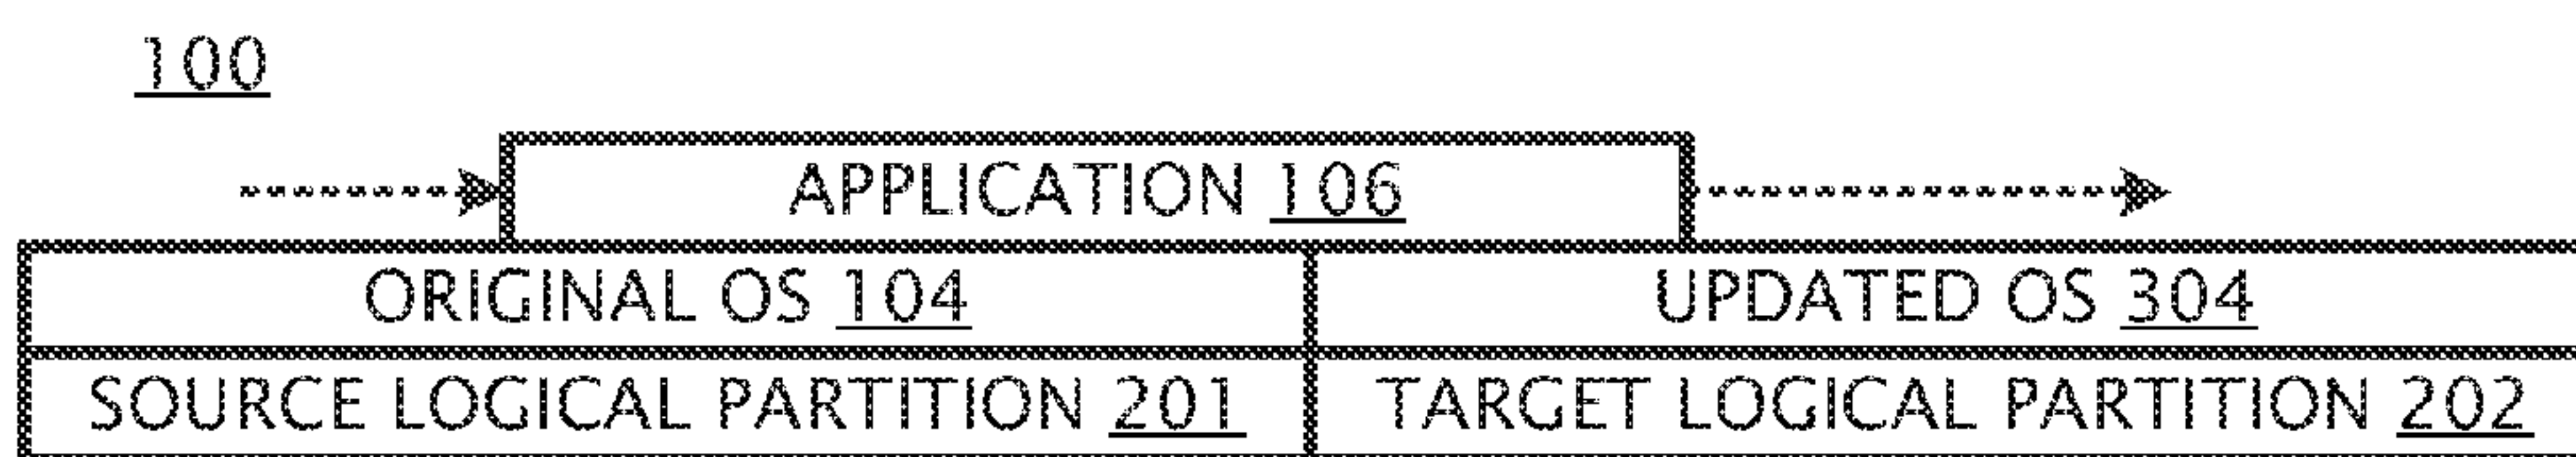 100
APPLICATION 106
ORIGINAL OS 104
UPDATED OS 304
SOURCE LOGICAL PARTITION 201
TARGET LOGICAL PARTITION 202